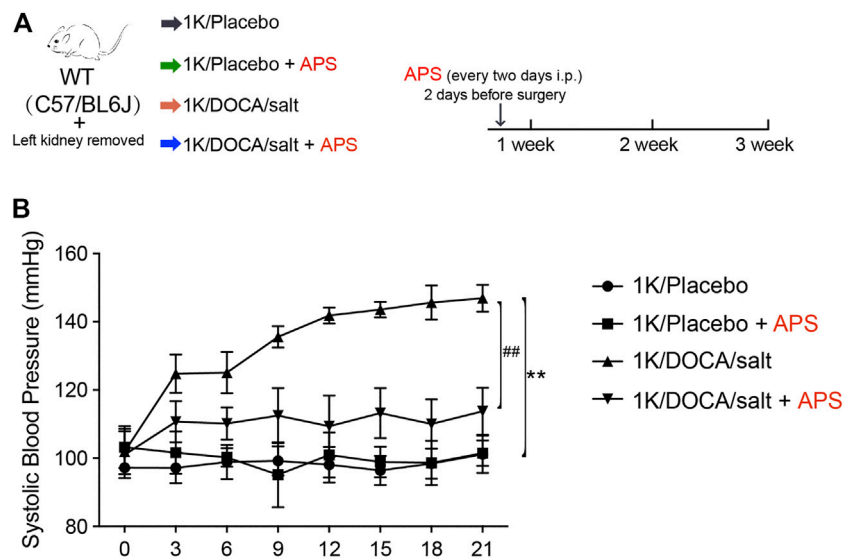 A
WT
(C57/BL6J)
+
Left kidney removed
1K/Placebo
1K/Placebo + APS
1K/DOCA/salt
1K/DOCA/salt + APS
APS (every two days i.p.)
2 days before surgery
1 week
2 week
3 week
B
Systolic Blood Pressure (mmHg)
160
140
120
100
80
0 3 6 9 12 15 18 21
##
**
1K/Placebo
1K/Placebo + APS
1K/DOCA/salt
1K/DOCA/salt + APS